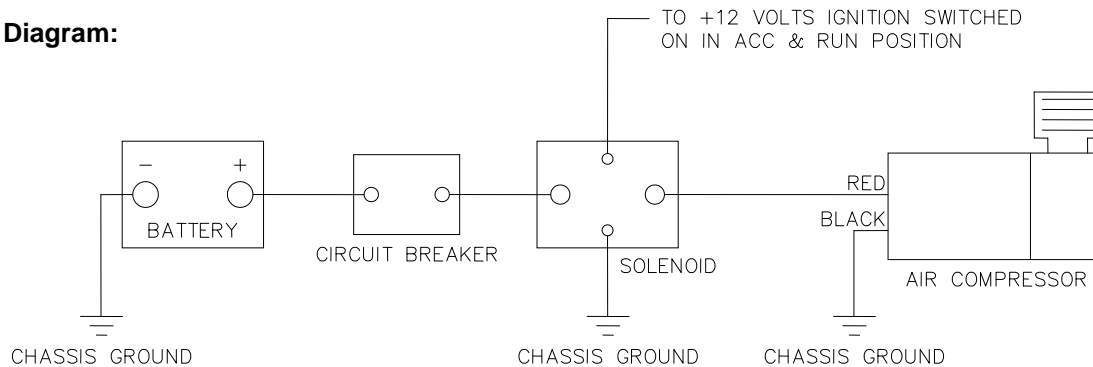 Diagram:
TO +12 VOLTS IGNITION SWITCHED
ON IN ACC & RUN POSITION
- +
BATTERY
CIRCUIT BREAKER
SOLENOID
RED
BLACK
AIR COMPRESSOR
CHASSIS GROUND
CHASSIS GROUND
CHASSIS GROUND